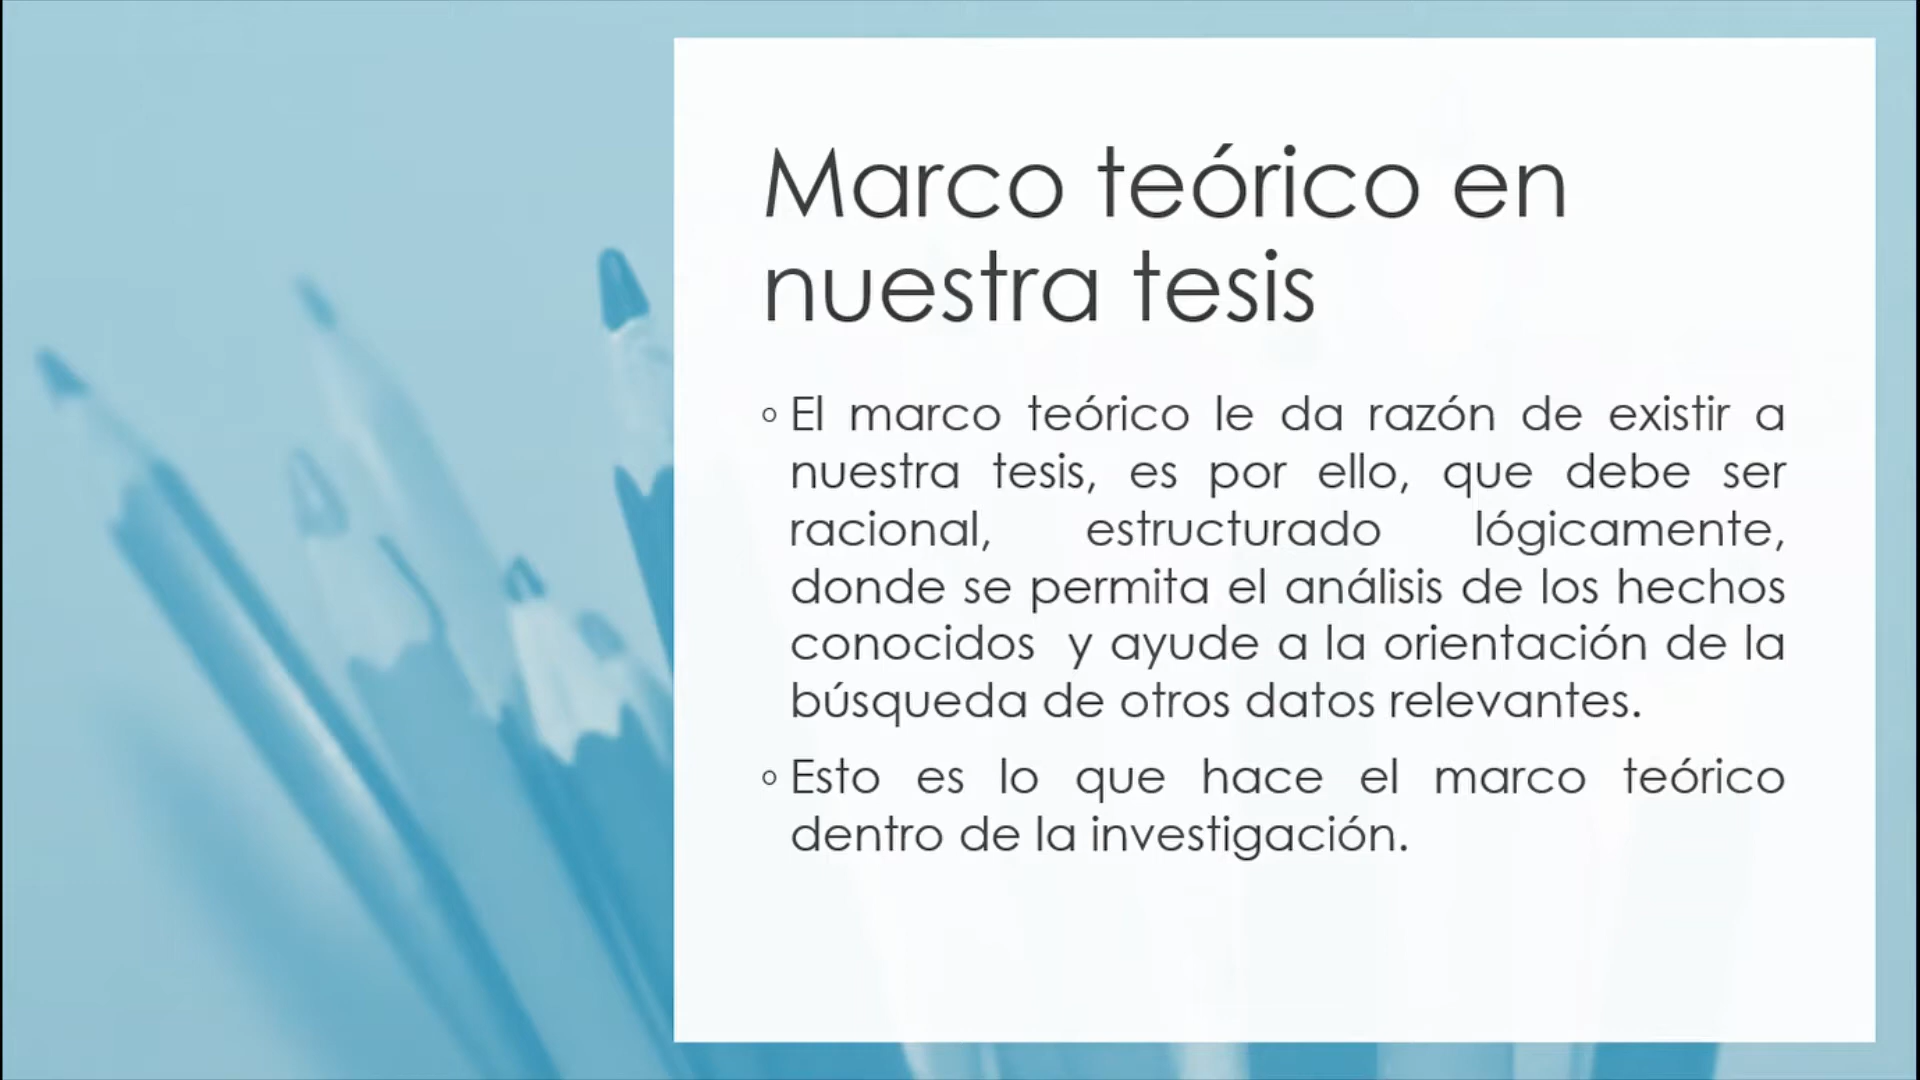 Marco teórico en
nuestra tesis
◦ El marco teórico le da razón de existir a
nuestra tesis, es por ello, que debe ser
racional, estructurado lógicamente,
donde se permita el análisis de los hechos
conocidos y ayude a la orientación de la
búsqueda de otros datos relevantes.
◦ Esto es lo que hace el marco teórico
dentro de la investigación.